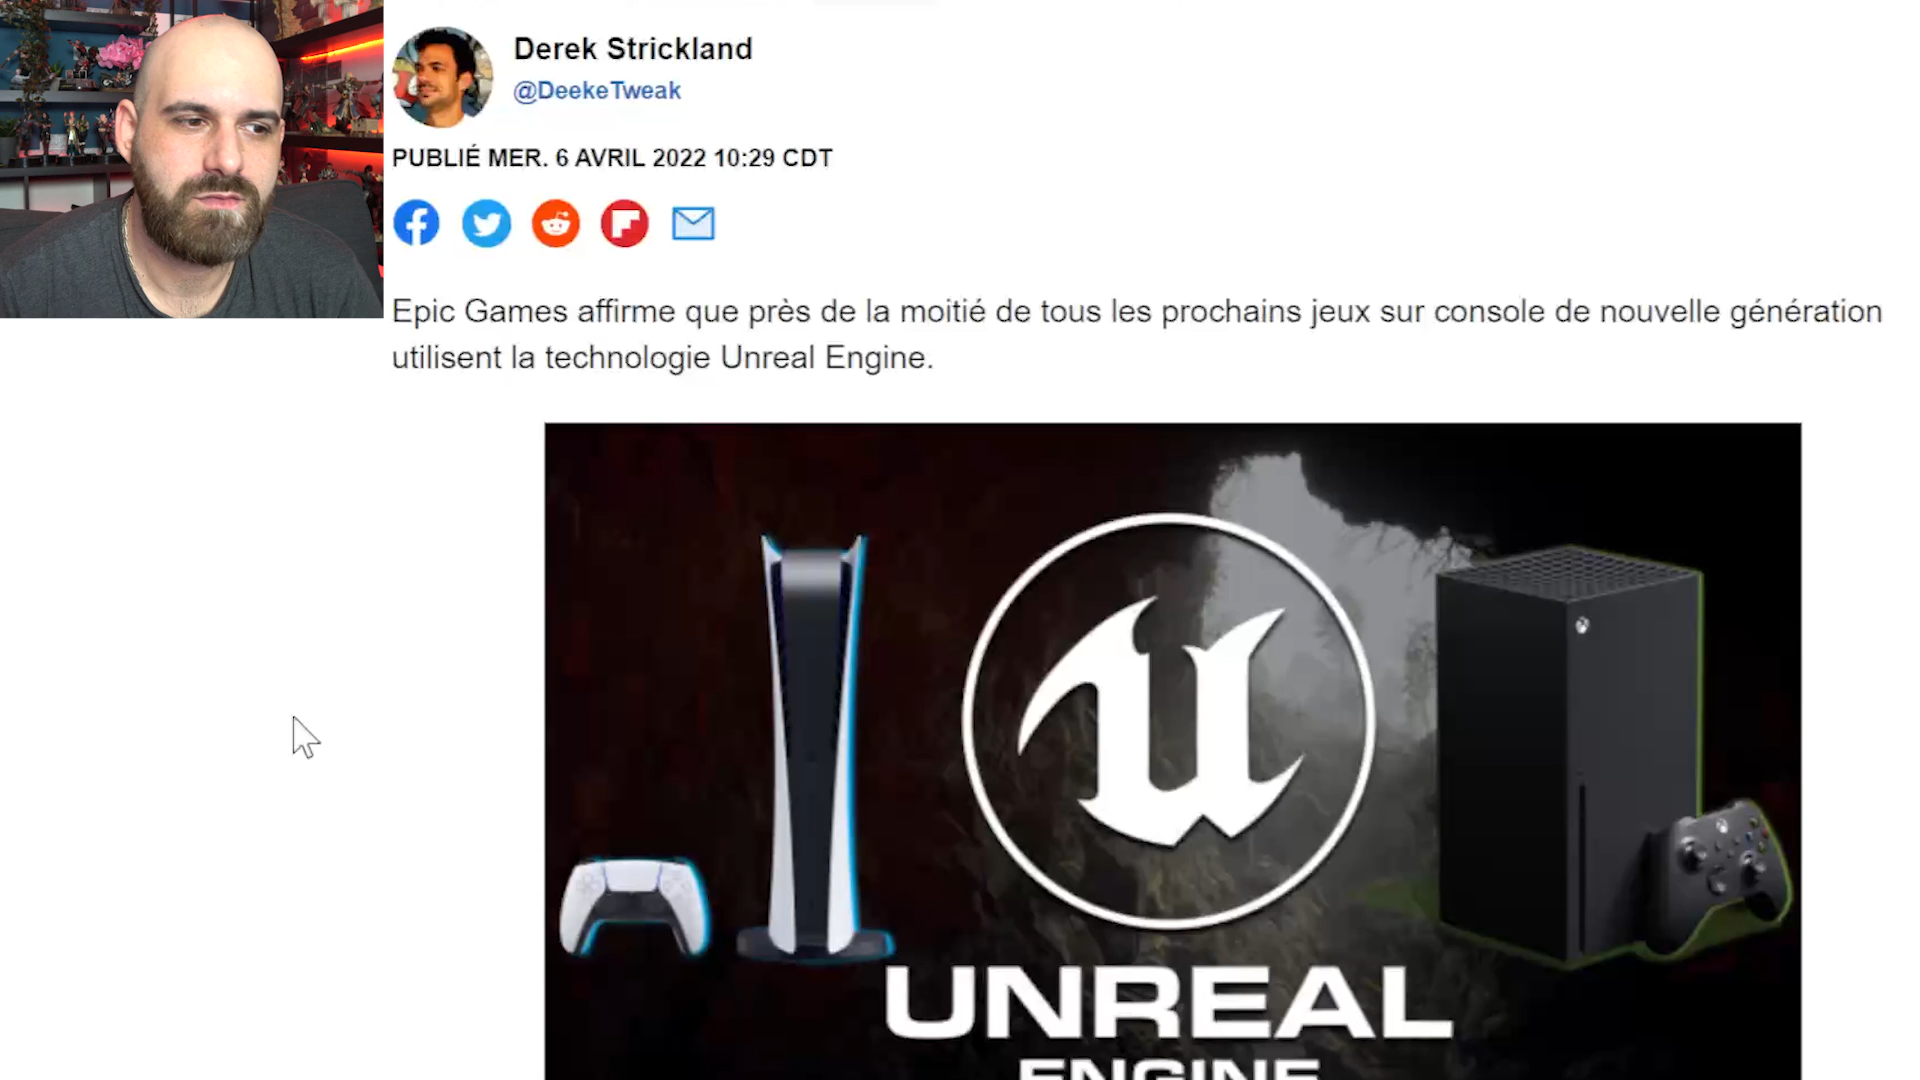 Derek Strickland
@DeekeTweak
PUBLIÉ MER. 6 AVRIL 2022 10:29 CDT
Epic Games affirme que près de la moitié de tous les prochains jeux sur console de nouvelle génération
utilisent la technologie Unreal Engine.
UNREAL
ENGINE